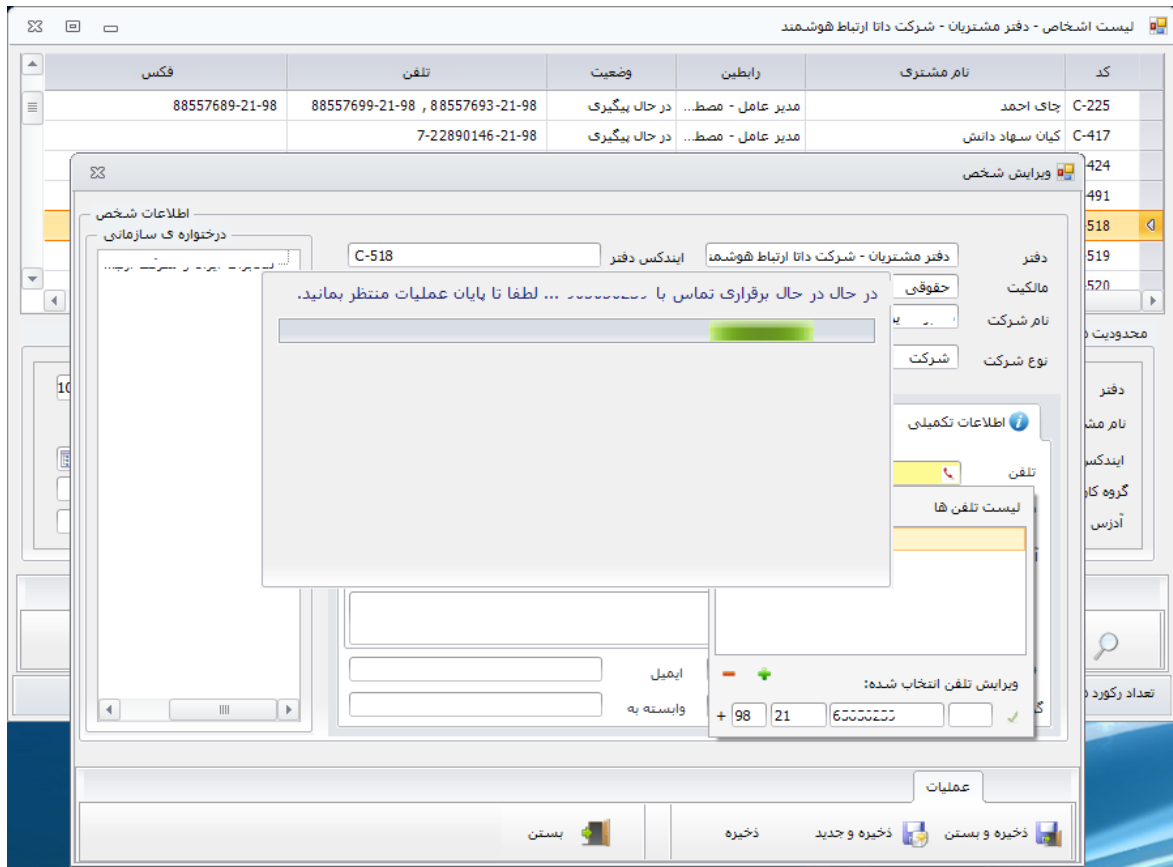 لیست اشخاص - دفتر مشتریان - شرکت داتا ارتباط هوشمند
کد نام مشتری رابطین وضعیت تلفن فکس
C-225 چای احمد مدیر عامل - مصط... در حال پیگیری 88557699-21-98 , 88557693-21-98 88557689-21-98
C-417 کیان سهاد دانش مدیر عامل - مصط... در حال پیگیری 7-22890146-21-98
424
491
518
519
520
ویرایش شخص
اطلاعات شخص
درختواره ی سازمانی
دفتر دفتر مشتریان - شرکت داتا ارتباط هوشمند ایندکس دفتر C-518
مالکیت حقوقی
نام شرکت
نوع شرکت شرکت
در حال در حال برقراری تماس با ... لطفا تا پایان عملیات منتظر بمانید.
محدودیت
دفتر
10
نام
ایندکس
گروه
آدرس
اطلاعات تکمیلی
تلفن
لیست تلفن ها
ویرایش تلفن انتخاب شده:
+ 98 21
ایمیل
وابسته به
تعداد رکورد
عملیات
ذخیره و بستن ذخیره و جدید ذخیره بستن